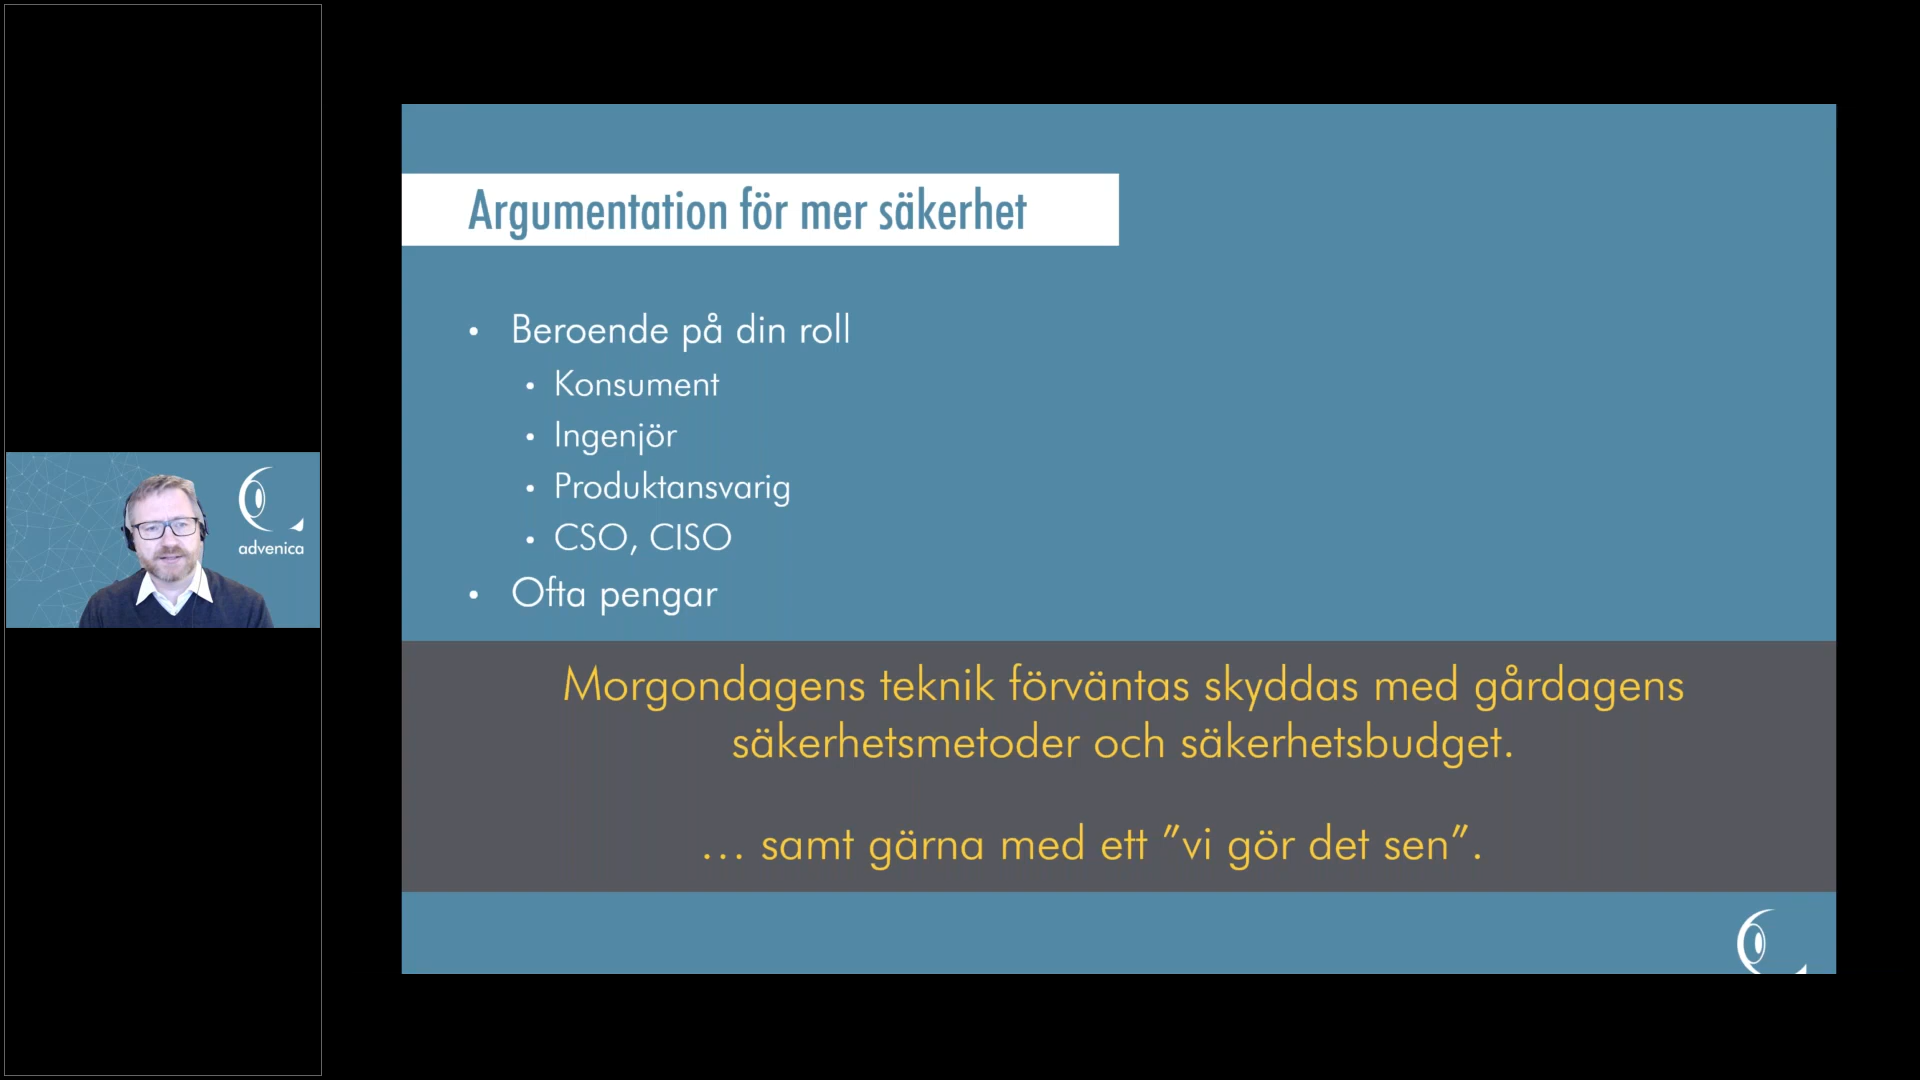 Argumentation för mer säkerhet
• Beroende på din roll
• Konsument
• Ingenjör
• Produktansvarig
• CSO, CISO
• Ofta pengar
Morgondagens teknik förväntas skyddas med gårdagens
säkerhetsmetoder och säkerhetsbudget.
... samt gärna med ett ”vi gör det sen”.
advenica